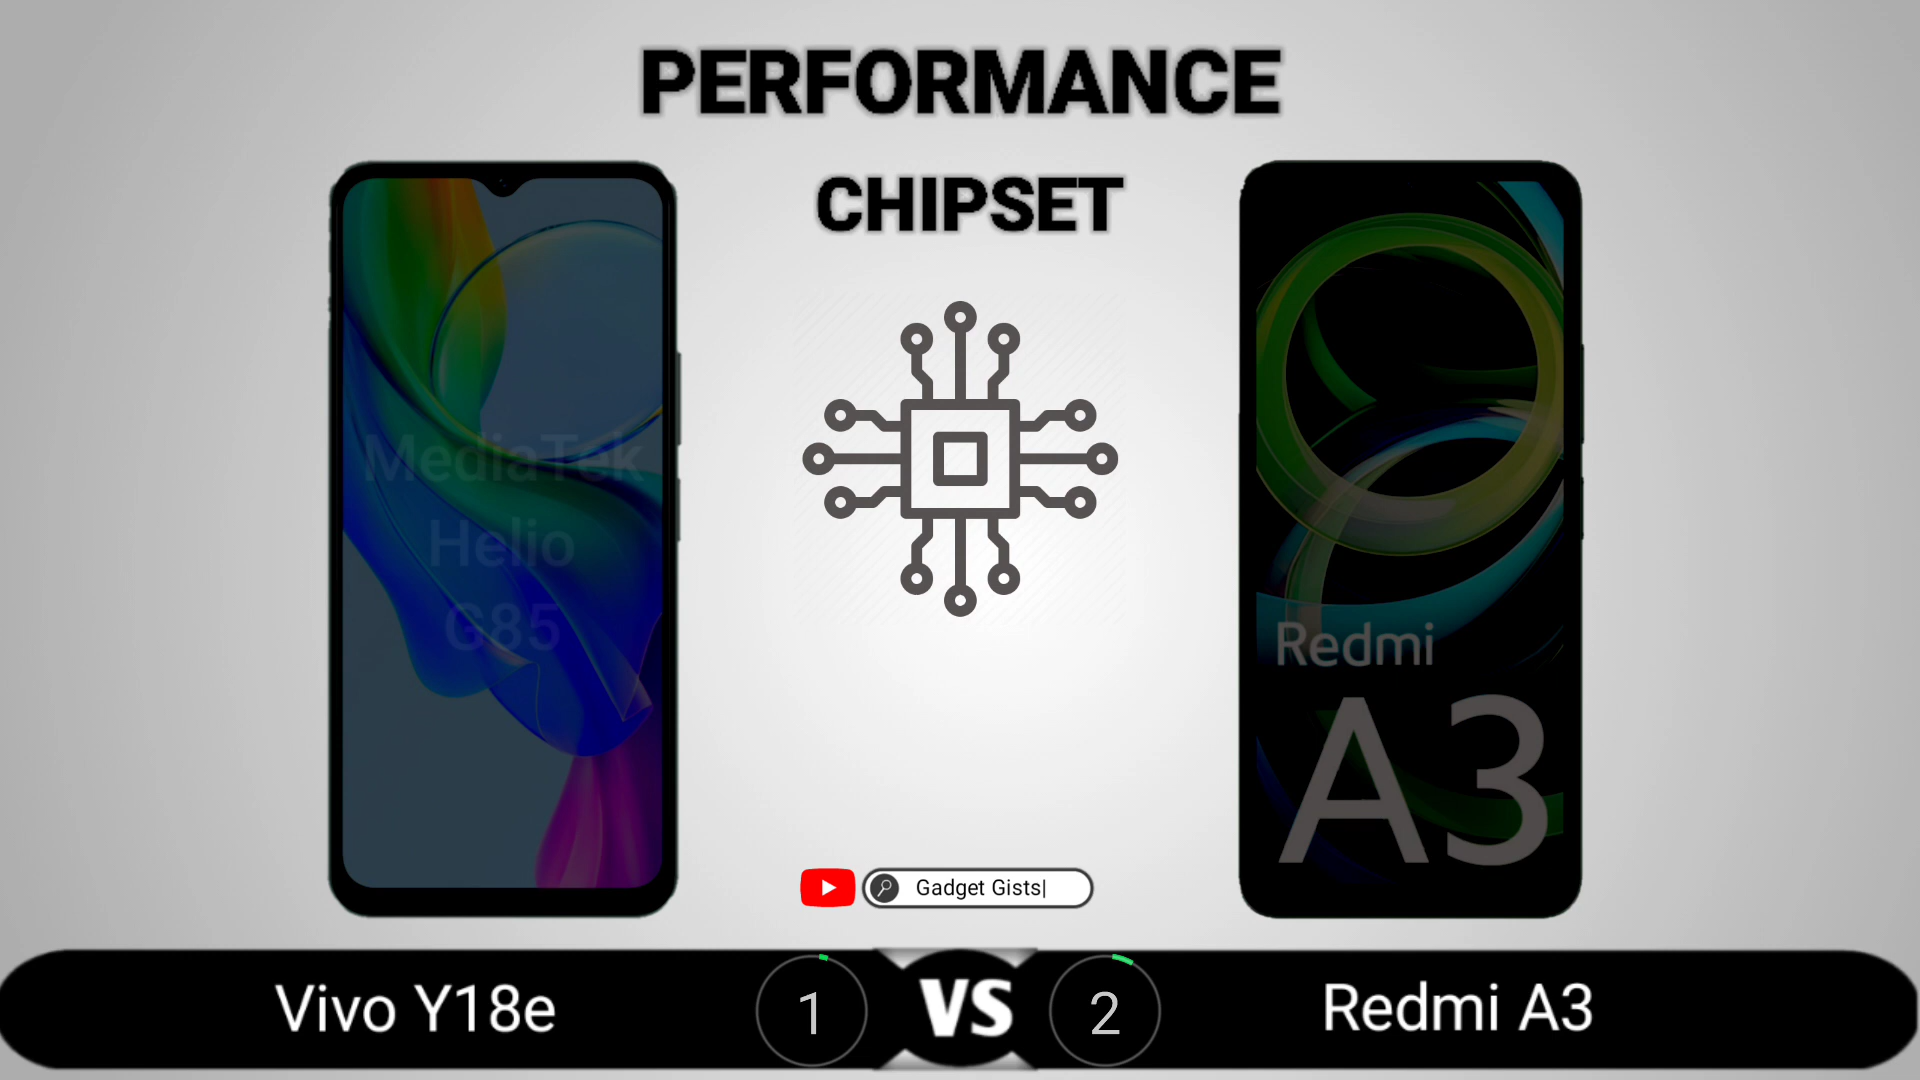 PERFORMANCE
CHIPSET
MediaTek
Helio
G85
Redmi
A3
Gadget Gists|
Vivo Y18e
1
VS
2
Redmi A3